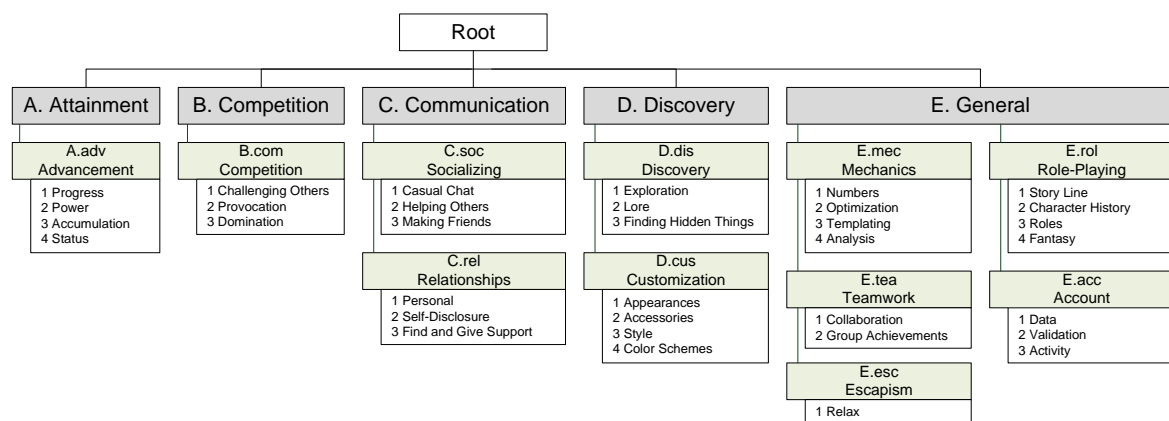 Root
A. Attainment
A.adv
Advancement
1 Progress
2 Power
3 Accumulation
4 Status
B. Competition
B.com
Competition
1 Challenging Others
2 Provocation
3 Domination
C. Communication
C.soc
Socializing
1 Casual Chat
2 Helping Others
3 Making Friends
C.rel
Relationships
1 Personal
2 Self-Disclosure
3 Find and Give Support
D. Discovery
D.dis
Discovery
1 Exploration
2 Lore
3 Finding Hidden Things
D.cus
Customization
1 Appearances
2 Accessories
3 Style
4 Color Schemes
E. General
E.mec
Mechanics
1 Numbers
2 Optimization
3 Templating
4 Analysis
E.tea
Teamwork
1 Collaboration
2 Group Achievements
E.esc
Escapism
1 Relax
E.rol
Role-Playing
1 Story Line
2 Character History
3 Roles
4 Fantasy
E.acc
Account
1 Data
2 Validation
3 Activity